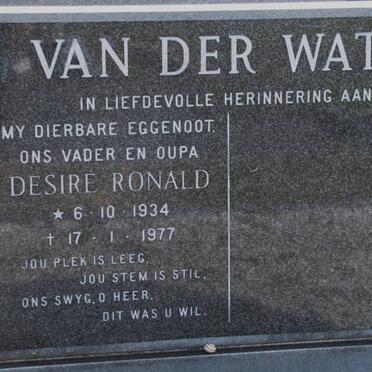 VAN DER WAT
IN LIEFDEVOLLE HERINNERING AAN
MY DIERBARE EGGENOOT.
ONS VADER EN OUPA
DESIRE RONALD
★ 6 · 10 · 1934
† 17 · 1 · 1977
JOU PLEK IS LEEG,
JOU STEM IS STIL,
ONS SWYG, O HEER,
DIT WAS U WIL.